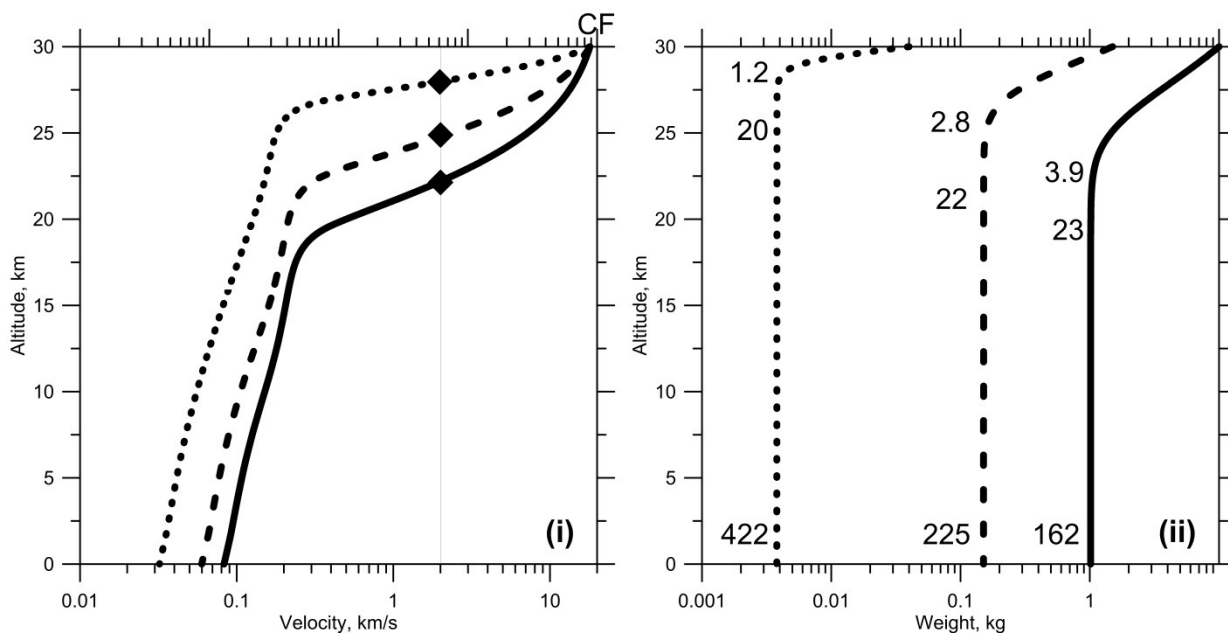 CF
30
25
20
15
10
5
0
Altitude, km
0.01 0.1 1 10
Velocity, km/s
(i)
30
25
20
15
10
5
0
Altitude, km
1.2
20
2.8
3.9
22
23
422 225 162
(ii)
0.001 0.01 0.1 1
Weight, kg